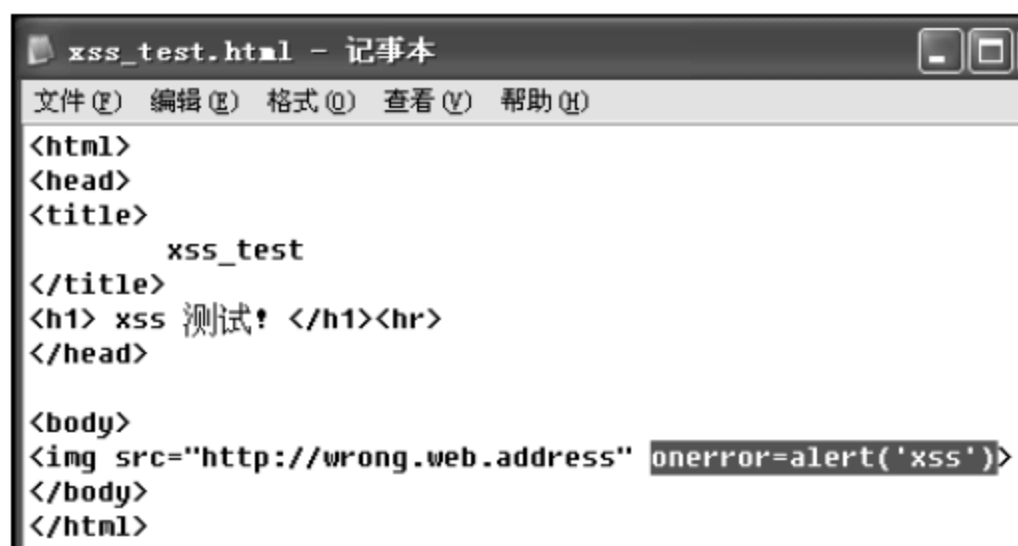 xss_test.html - 记事本
文件(F) 编辑(E) 格式(O) 查看(V) 帮助(H)
<html>
<head>
<title>
xss_test
</title>
<h1> xss 测试! </h1><hr>
</head>
<body>
<img src="http://wrong.web.address" onerror=alert('xss')>
</body>
</html>